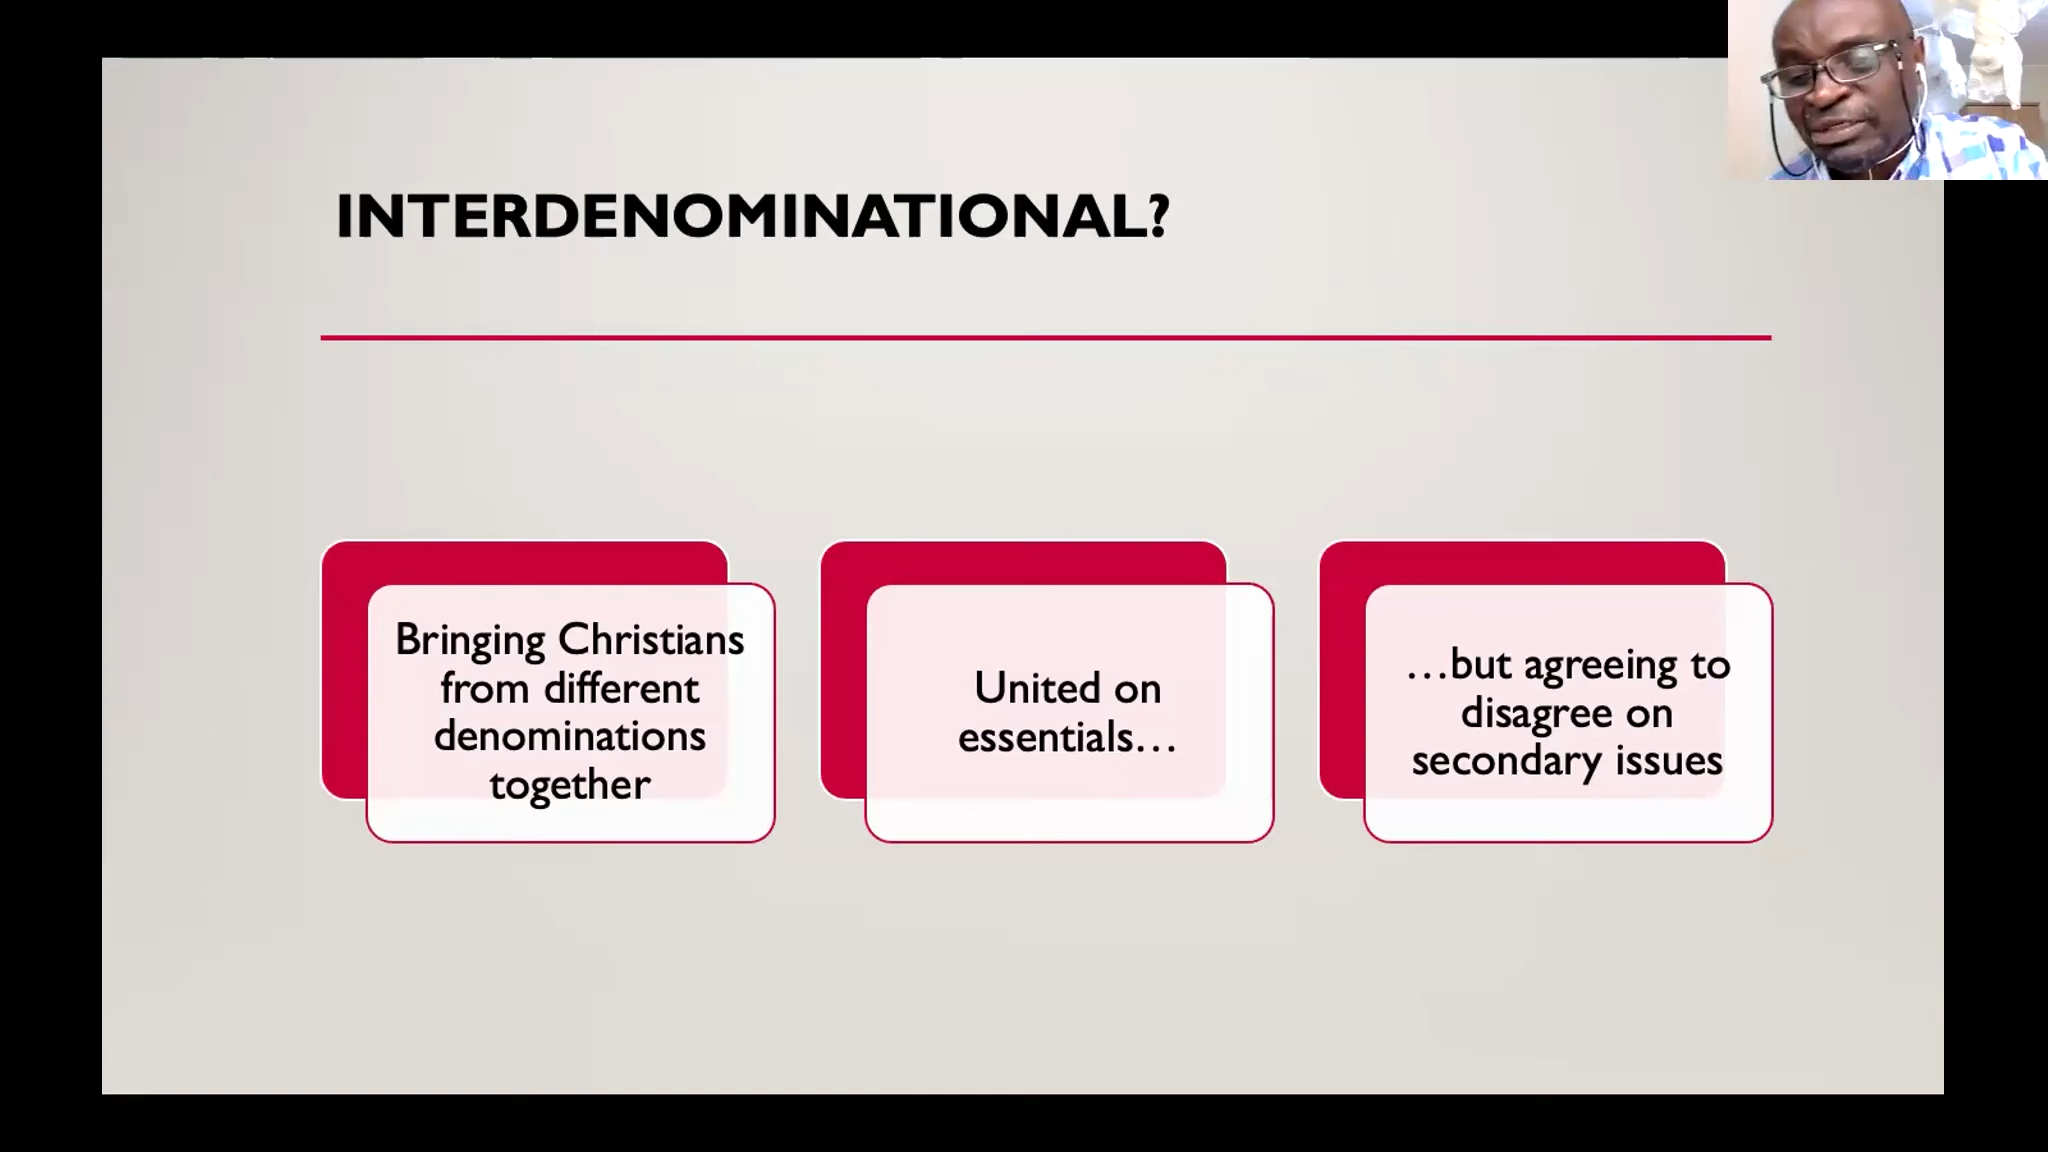 INTERDENOMINATIONAL?
Bringing Christians
from different
denominations
together
United on
essentials…
…but agreeing to
disagree on
secondary issues